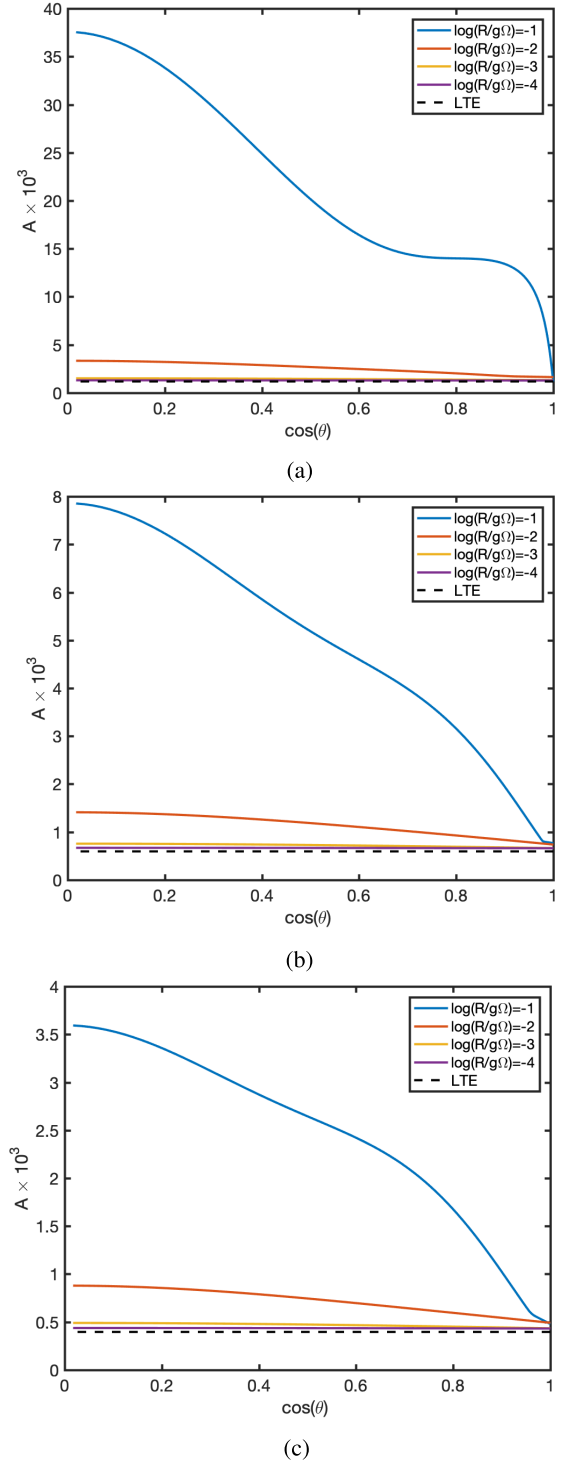 40
35
30
25
20
15
10
5
0
A × 10³
0 0.2 0.4 0.6 0.8 1
cos(θ)
log(R/gΩ)=-1
log(R/gΩ)=-2
log(R/gΩ)=-3
log(R/gΩ)=-4
LTE
(a)
8
7
6
5
4
3
2
1
0
A × 10³
0 0.2 0.4 0.6 0.8 1
cos(θ)
log(R/gΩ)=-1
log(R/gΩ)=-2
log(R/gΩ)=-3
log(R/gΩ)=-4
LTE
(b)
4
3.5
3
2.5
2
1.5
1
0.5
0
A × 10³
0 0.2 0.4 0.6 0.8 1
cos(θ)
log(R/gΩ)=-1
log(R/gΩ)=-2
log(R/gΩ)=-3
log(R/gΩ)=-4
LTE
(c)